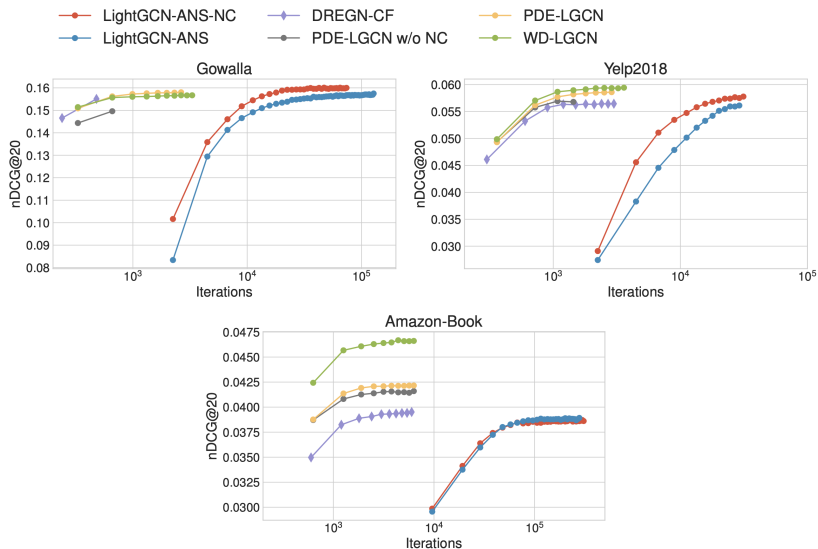 LightGCN-ANS-NC DREGN-CF PDE-LGCN
LightGCN-ANS PDE-LGCN w/o NC WD-LGCN
Gowalla
nDCG@20
0.16
0.15
0.14
0.13
0.12
0.11
0.10
0.09
0.08
10³ 10⁴ 10⁵
Iterations
Yelp2018
nDCG@20
0.060
0.055
0.050
0.045
0.040
0.035
0.030
10³ 10⁴ 10⁵
Iterations
Amazon-Book
nDCG@20
0.0475
0.0450
0.0425
0.0400
0.0375
0.0350
0.0325
0.0300
10³ 10⁴ 10⁵
Iterations